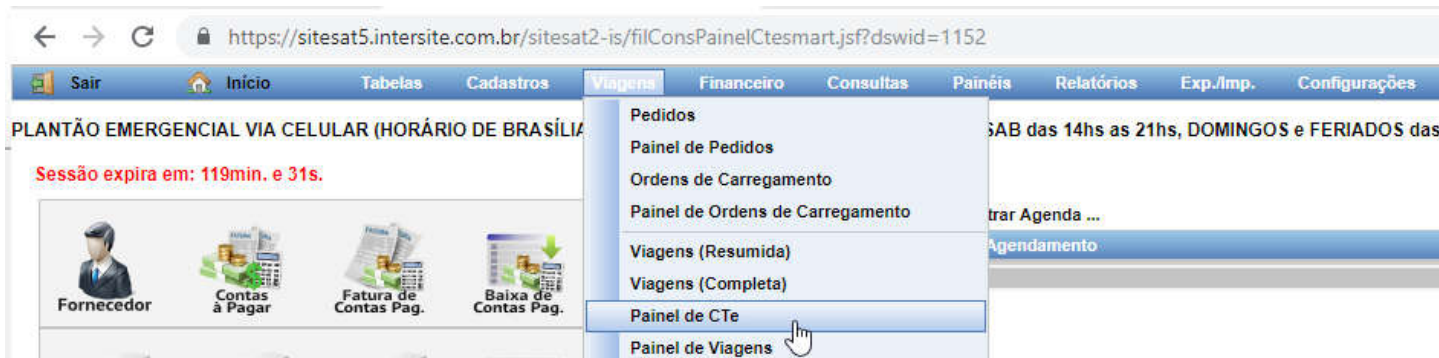 https://sitesat5.intersite.com.br/sitesat2-is/filConsPainelCtesmart.jsf?dswid=1152
Sair Início Tabelas Cadastros Viagens Financeiro Consultas Painéis Relatórios Exp./Imp. Configurações
PLANTÃO EMERGENCIAL VIA CELULAR (HORÁRIO DE BRASÍLIA SAB das 14hs as 21hs, DOMINGOS e FERIADOS das
Sessão expira em: 119min. e 31s.
Pedidos
Painel de Pedidos
Ordens de Carregamento
Painel de Ordens de Carregamento
Viagens (Resumida)
Viagens (Completa)
Painel de CTe
Painel de Viagens
trar Agenda ...
Agendamento
Fornecedor
Contas
à Pagar
Fatura de
Contas Pag.
Baixa de
Contas Pag.